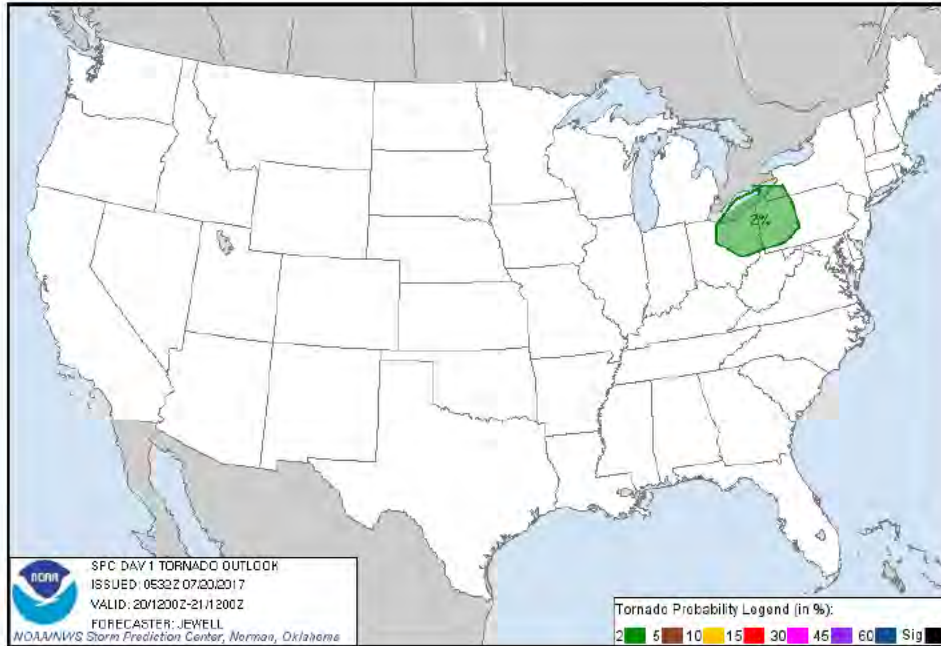 2%
NOAA
SPC DAY 1 TORNADO OUTLOOK
ISSUED: 0532Z 07/20/2017
VALID: 20/1200Z-21/1200Z
FORECASTER: JEWELL
NOAA/NWS Storm Prediction Center, Norman, Oklahoma
Tornado Probability Legend (in %):
2 5 10 15 30 45 60 Sig